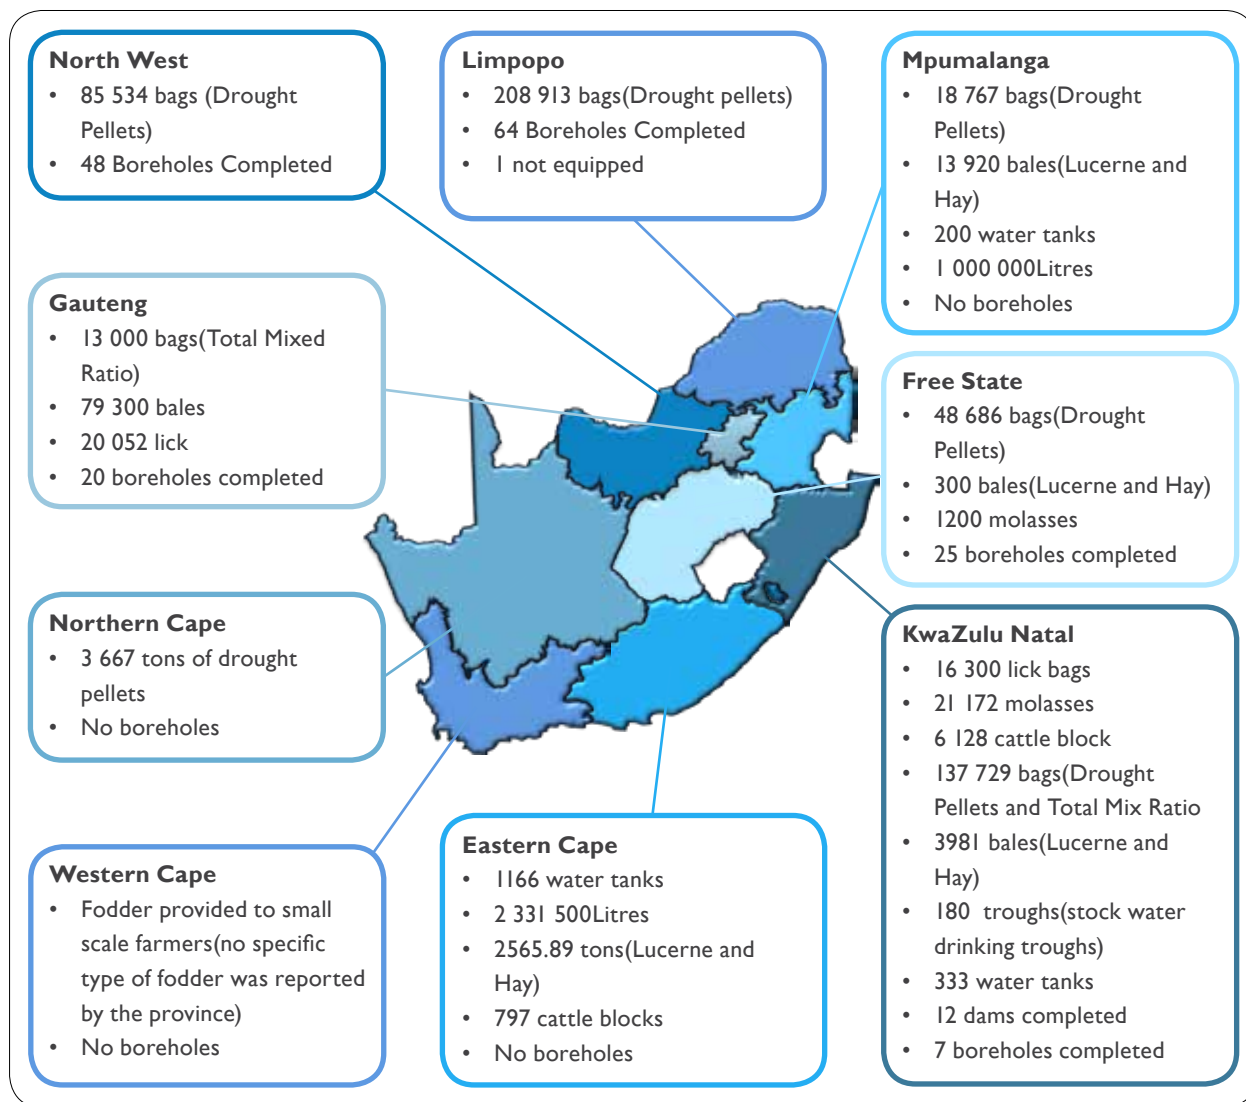 North West
• 85 534 bags (Drought
Pellets)
• 48 Boreholes Completed
Limpopo
• 208 913 bags(Drought pellets)
• 64 Boreholes Completed
• 1 not equipped
Mpumalanga
• 18 767 bags(Drought
Pellets)
• 13 920 bales(Lucerne and
Hay)
• 200 water tanks
• 1 000 000Litres
• No boreholes
Gauteng
• 13 000 bags(Total Mixed
Ratio)
• 79 300 bales
• 20 052 lick
• 20 boreholes completed
Free State
• 48 686 bags(Drought
Pellets)
• 300 bales(Lucerne and Hay)
• 1200 molasses
• 25 boreholes completed
Northern Cape
• 3 667 tons of drought
pellets
• No boreholes
KwaZulu Natal
• 16 300 lick bags
• 21 172 molasses
• 6 128 cattle block
• 137 729 bags(Drought
Pellets and Total Mix Ratio
• 3981 bales(Lucerne and
Hay)
• 180 troughs(stock water
drinking troughs)
• 333 water tanks
• 12 dams completed
• 7 boreholes completed
Western Cape
• Fodder provided to small
scale farmers(no specific
type of fodder was reported
by the province)
• No boreholes
Eastern Cape
• 1166 water tanks
• 2 331 500Litres
• 2565.89 tons(Lucerne and
Hay)
• 797 cattle blocks
• No boreholes